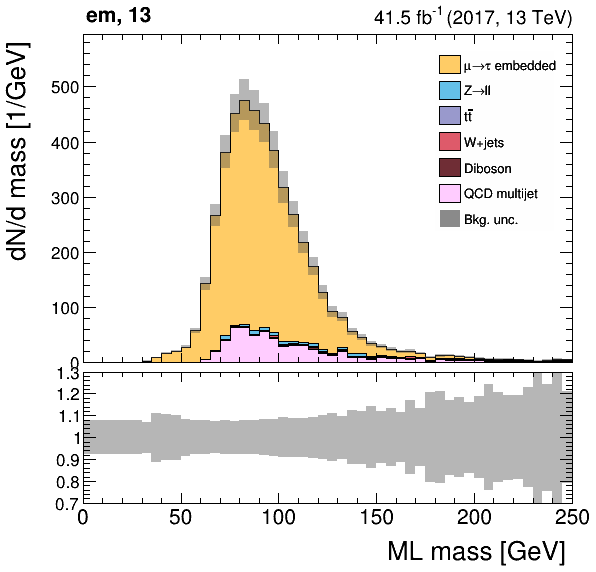 em, 13
41.5 fb⁻¹ (2017, 13 TeV)
dN/d mass [1/GeV]
500
400
300
200
100
0
μ→τ embedded
Z→ll
tt̄
W+jets
Diboson
QCD multijet
Bkg. unc.
1.3
1.2
1.1
1
0.9
0.8
0.7
0 50 100 150 200 250
ML mass [GeV]